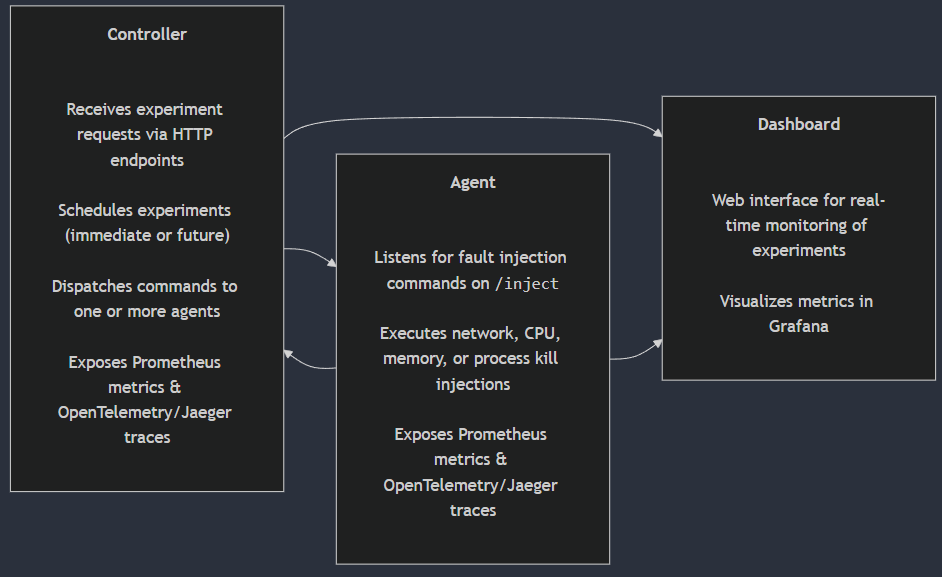 Controller
Receives experiment
requests via HTTP
endpoints
Schedules experiments
(immediate or future)
Dispatches commands to
one or more agents
Exposes Prometheus
metrics &
OpenTelemetry/Jaeger
traces
Agent
Listens for fault injection
commands on /inject
Executes network, CPU,
memory, or process kill
injections
Exposes Prometheus
metrics &
OpenTelemetry/Jaeger
traces
Dashboard
Web interface for real-
time monitoring of
experiments
Visualizes metrics in
Grafana